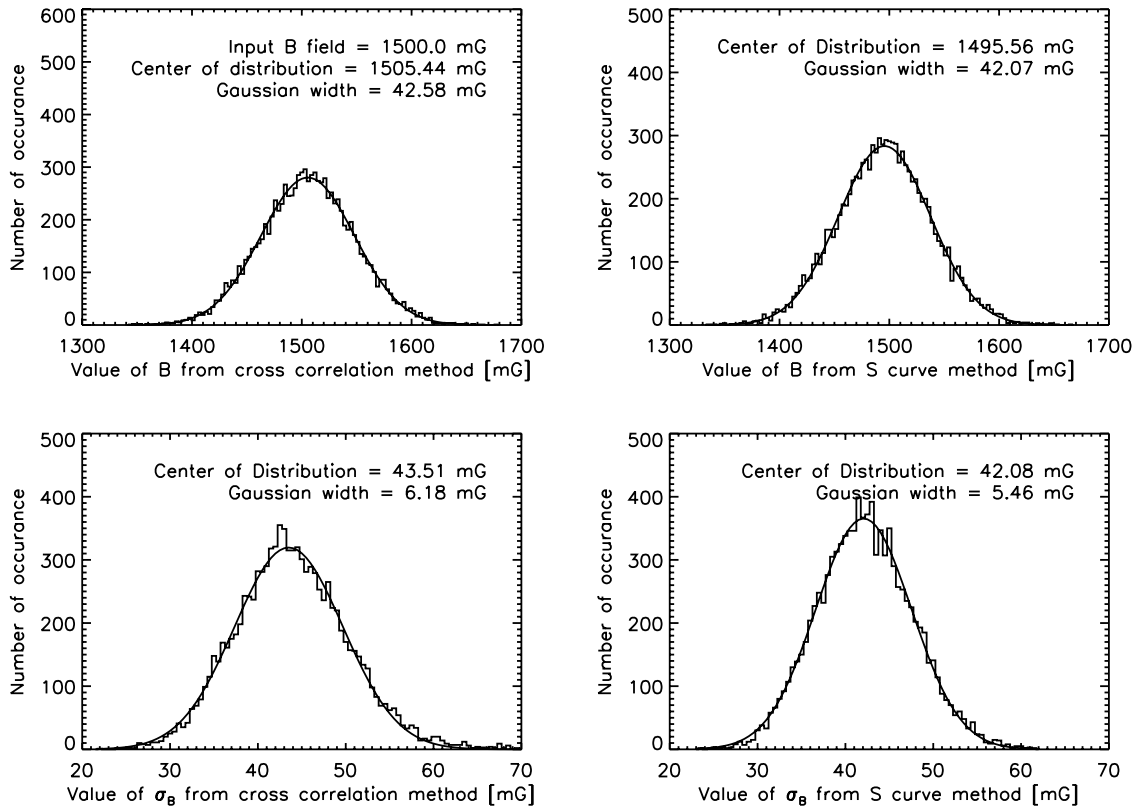 600
500
400
300
200
100
0
Number of occurance
Input B field = 1500.0 mG
Center of distribution = 1505.44 mG
Gaussian width = 42.58 mG
1300 1400 1500 1600 1700
Value of B from cross correlation method [mG]
500
400
300
200
100
0
Number of occurance
Center of Distribution = 1495.56 mG
Gaussian width = 42.07 mG
1300 1400 1500 1600 1700
Value of B from S curve method [mG]
500
400
300
200
100
0
Number of occurance
Center of Distribution = 43.51 mG
Gaussian width = 6.18 mG
20 30 40 50 60 70
Value of σB from cross correlation method [mG]
500
400
300
200
100
0
Number of occurance
Center of Distribution = 42.08 mG
Gaussian width = 5.46 mG
20 30 40 50 60 70
Value of σB from S curve method [mG]